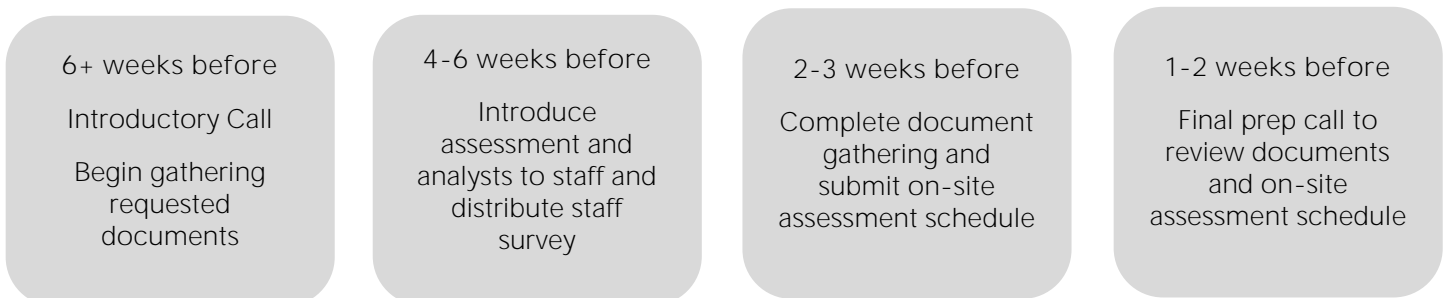 6+ weeks before
Introductory Call
Begin gathering
requested
documents
4-6 weeks before
Introduce
assessment and
analysts to staff and
distribute staff
survey
2-3 weeks before
Complete document
gathering and
submit on-site
assessment schedule
1-2 weeks before
Final prep call to
review documents
and on-site
assessment schedule